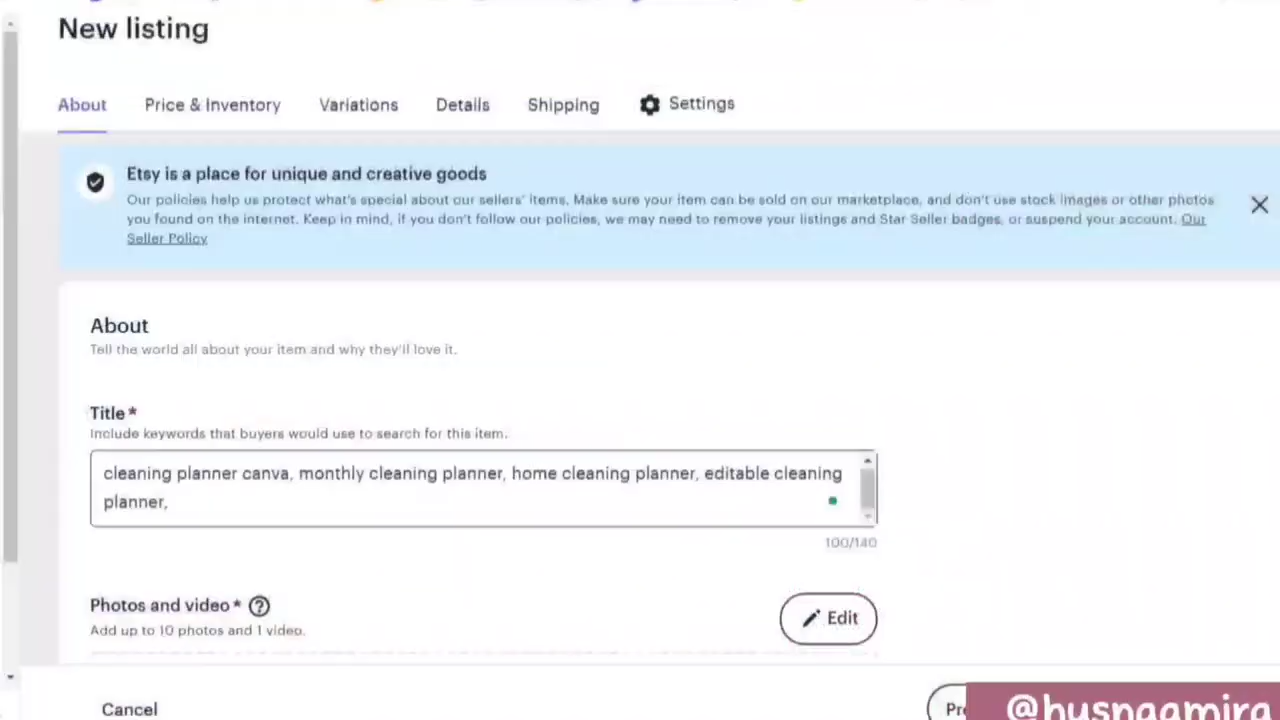 New listing
About Price & Inventory Variations Details Shipping Settings
Etsy is a place for unique and creative goods
Our policies help us protect what's special about our sellers' items. Make sure your item can be sold on our marketplace, and don't use stock images or other photos
you found on the internet. Keep in mind, if you don't follow our policies, we may need to remove your listings and Star Seller badges, or suspend your account. Our
Seller Policy
About
Tell the world all about your item and why they'll love it.
Title*
Include keywords that buyers would use to search for this item.
cleaning planner canva, monthly cleaning planner, home cleaning planner, editable cleaning
planner,
100/140
Photos and video*
Edit
Add up to 10 photos and 1 video.
Cancel
@husnaamira